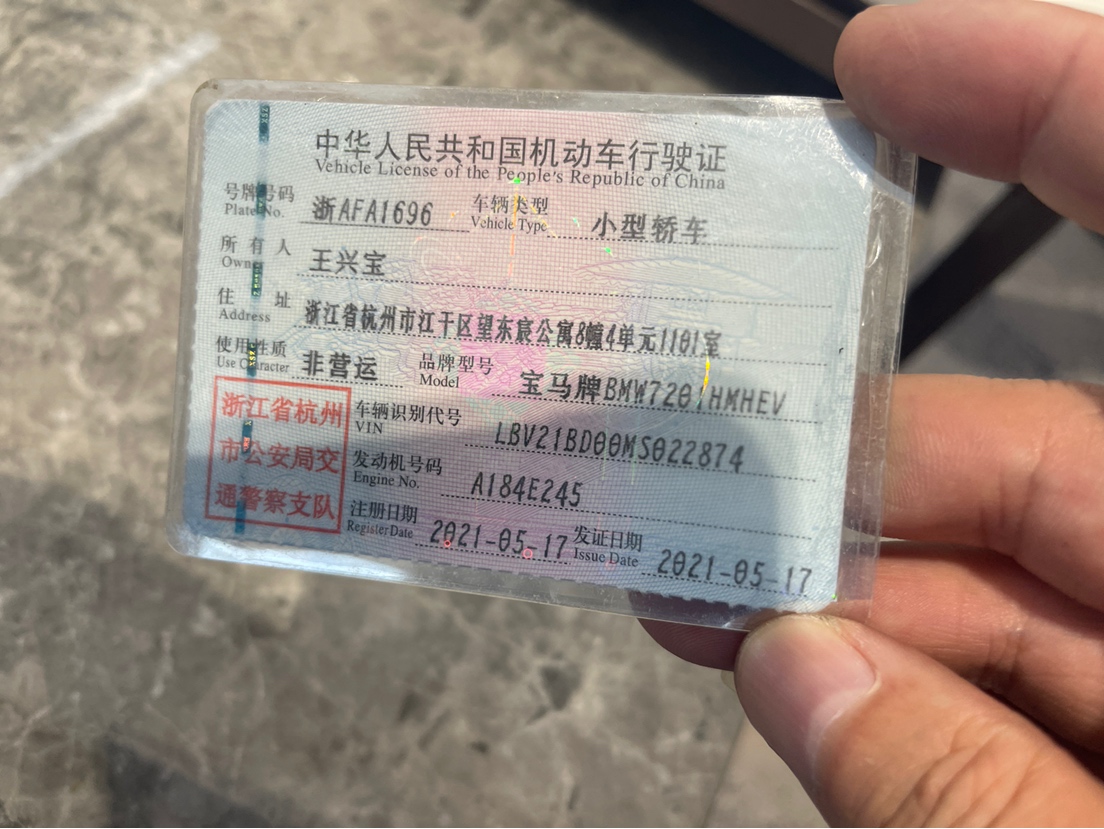 中华人民共和国机动车行驶证
Vehicle License of the People's Republic of China
号牌号码 浙AFA1696 车辆类型 小型轿车
Plate No. Vehicle Type
所有人 王兴宝
Owner
住址 浙江省杭州市江干区望东宸公寓8幢4单元1101室
Address
使用性质 非营运 品牌型号 宝马牌BMW7201HMHEV
Use Character Model
浙江省杭州
市公安局交
通警察支队
车辆识别代号 LBV21BD00MS022874
VIN
发动机号码 A184E245
Engine No.
注册日期 2021-05-17 发证日期 2021-05-17
Register Date Issue Date